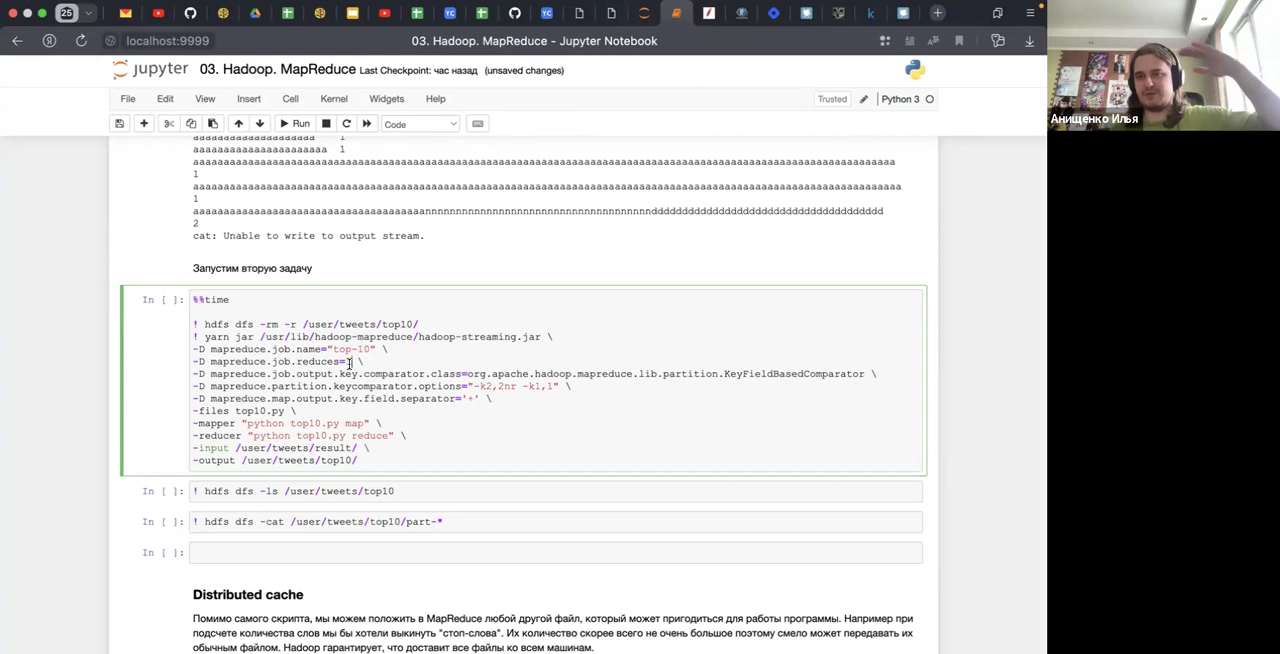 25
localhost:9999
03. Hadoop. MapReduce - Jupyter Notebook
jupyter 03. Hadoop. MapReduce Last Checkpoint: час назад (unsaved changes)
File Edit View Insert Cell Kernel Widgets Help
Trusted Python 3
Run Code
aaaaaaaaaaaaaaaaaaaaaa 1
1
1
2
cat: Unable to write to output stream.
Запустим вторую задачу
In [ ]: %%time
! hdfs dfs -rm -r /user/tweets/top10/
! yarn jar /usr/lib/hadoop-mapreduce/hadoop-streaming.jar \
-D mapreduce.job.name="top-10" \
-D mapreduce.job.reduces= \
-D mapreduce.job.output.key.comparator.class=org.apache.hadoop.mapreduce.lib.partition.KeyFieldBasedComparator \
-D mapreduce.partition.keycomparator.options="-k2,2nr -k1,1" \
-D mapreduce.map.output.key.field.separator='+' \
-files top10.py \
-mapper "python top10.py map" \
-reducer "python top10.py reduce" \
-input /user/tweets/result/ \
-output /user/tweets/top10/
In [ ]: ! hdfs dfs -ls /user/tweets/top10
In [ ]: ! hdfs dfs -cat /user/tweets/top10/part-*
In [ ]:
Distributed cache
Помимо самого скрипта, мы можем положить в MapReduce любой другой файл, который может пригодиться для работы программы. Например при
подсчете количества слов мы бы хотели выкинуть "стоп-слова". Их количество скорее всего не очень большое поэтому смело может передавать их
обычным файлом. Hadoop гарантирует, что доставит все файлы ко всем машинам.
Анищенко Илья